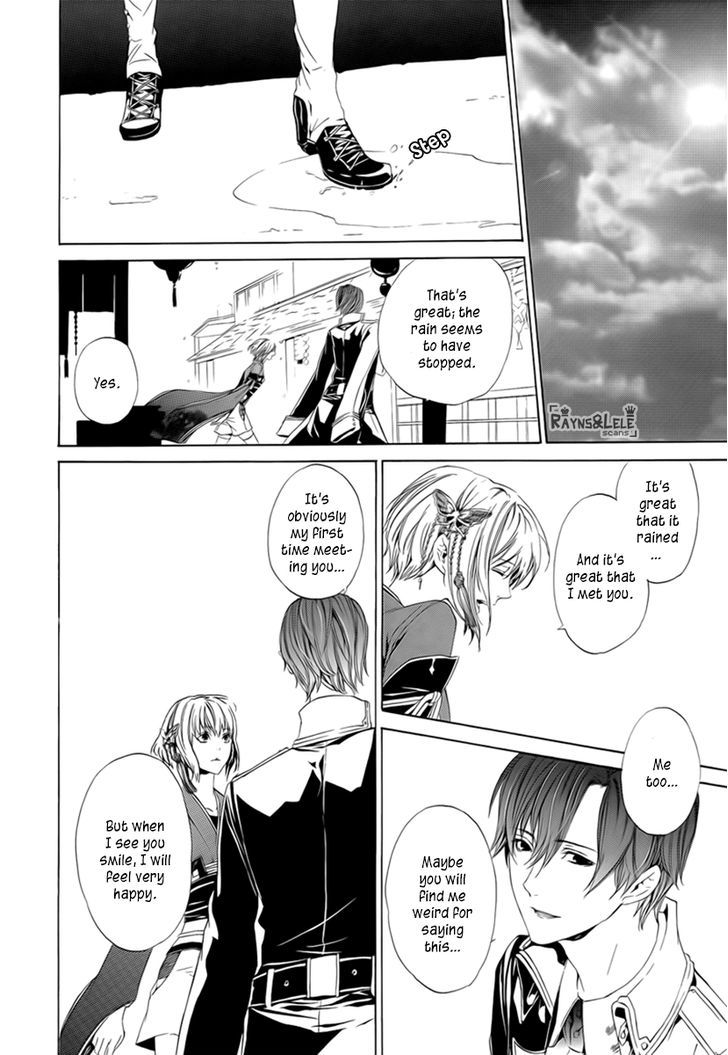 Step
RAYNS&LELE
scans
That's
great; the
rain seems
to have
stopped.
Yes.
It's
great
that it
rained
...
And it's
great that
I met you.
Me
too...
Maybe
you will
find me
weird for
saying
this...
It's
obviously
my first
time meet-
ing you...
But when
I see you
smile, I will
feel very
happy.